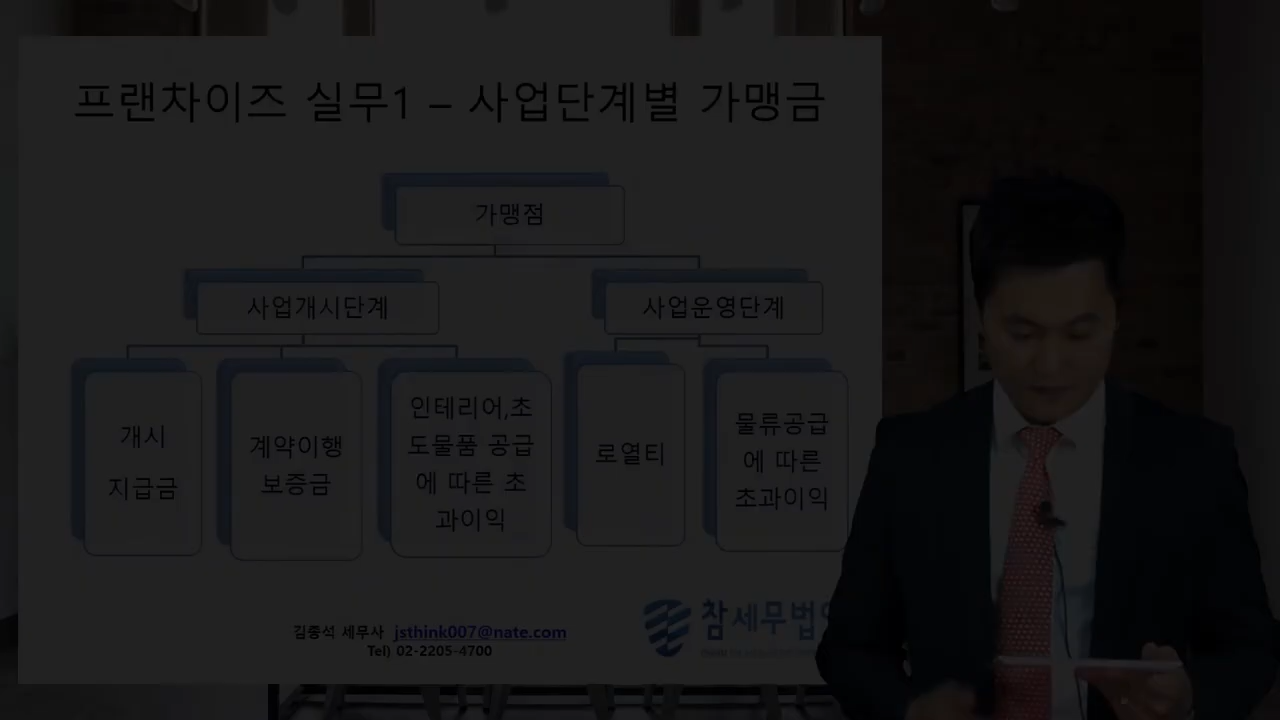 프랜차이즈 실무1 – 사업단계별 가맹금
가맹점
사업개시단계
사업운영단계
개시
지급금
계약이행
보증금
인테리어,초
도물품 공급
에 따른 초
과이익
로열티
물류공급
에 따른
초과이익
김종석 세무사 jsthink007@nate.com
Tel) 02-2205-4700
참세무법인